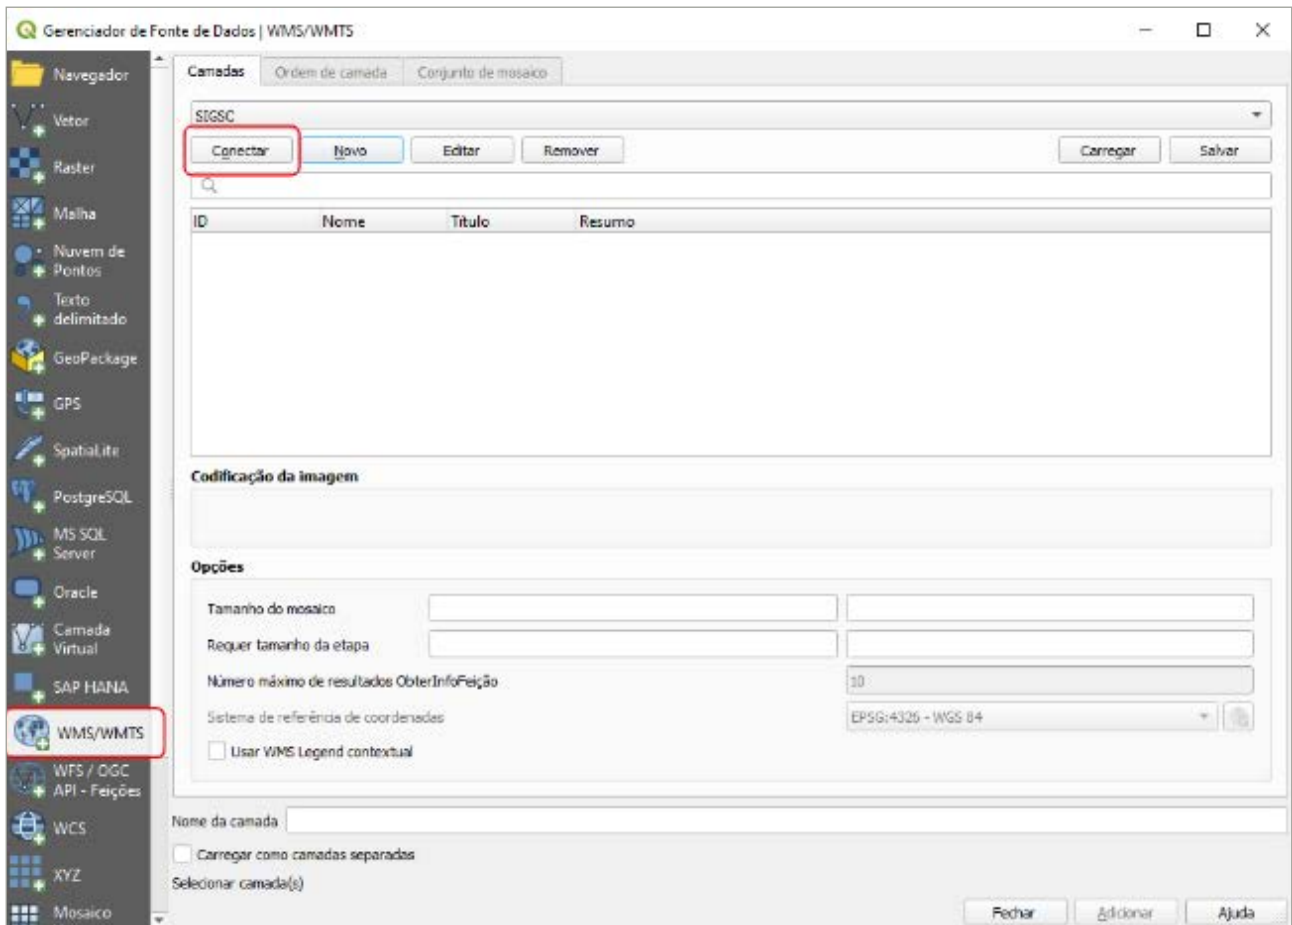 Gerenciador de Fonte de Dados | WMS/WMTS
Navegador
Vetor
Raster
Malha
Nuvem de
Pontos
Texto
delimitado
GeoPackage
GPS
SpatiaLite
PostgreSQL
MS SQL
Server
Oracle
Camada
Virtual
SAP HANA
WMS/WMTS
WFS / OGC
API - Feições
WCS
XYZ
Mosaico
Camadas Ordem de camada Conjunto de mosaico
SIGSC
Conectar Novo Editar Remover Carregar Salvar
ID Nome Título Resumo
Codificação da imagem
Opções
Tamanho do mosaico
Requer tamanho da etapa
Número máximo de resultados ObterInfoFeição 10
Sistema de referência de coordenadas EPSG:4326 - WGS 84
Usar WMS Legend contextual
Nome da camada
Carregar como camadas separadas
Selecionar camada(s)
Fechar Adicionar Ajuda